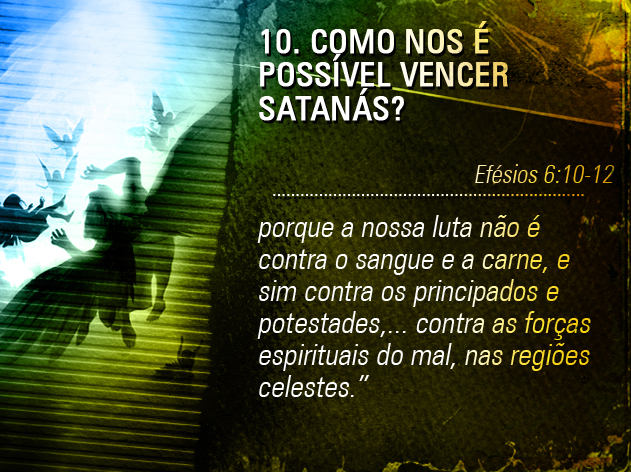 10. COMO NOS É
POSSÍVEL VENCER
SATANÁS?
Efésios 6:10-12
porque a nossa luta não é
contra o sangue e a carne, e
sim contra os principados e
potestades,... contra as forças
espirituais do mal, nas regiões
celestes.”